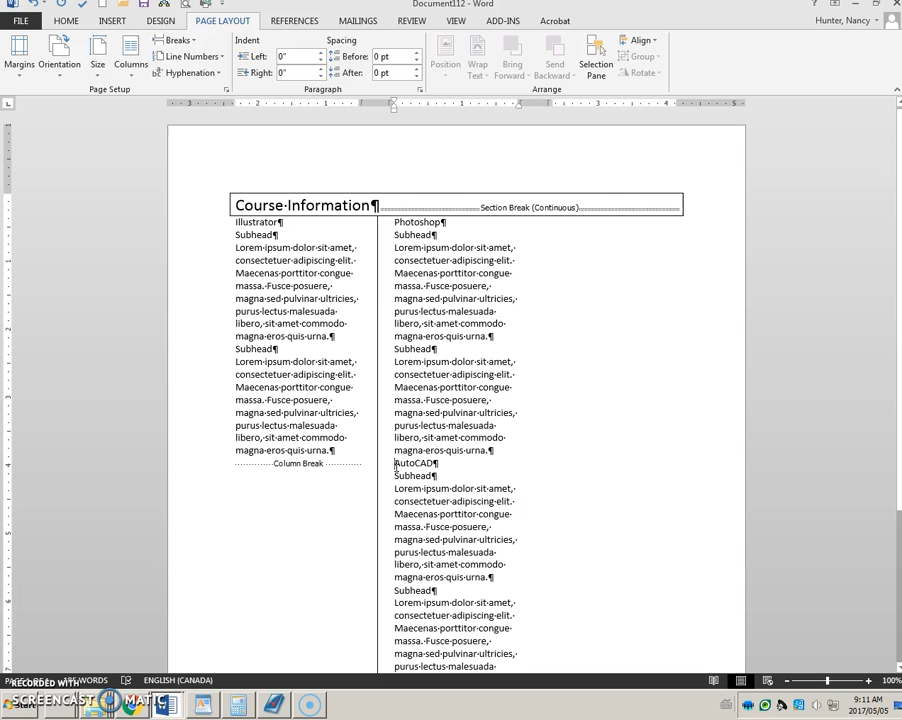 Document112 - Word
FILE HOME INSERT DESIGN PAGE LAYOUT REFERENCES MAILINGS REVIEW VIEW ADD-INS Acrobat Hunter, Nancy
Margins
Orientation
Size
Columns
Breaks
Line Numbers
Hyphenation
Page Setup
Indent
Left: 0"
Right: 0"
Spacing
Before: 0 pt
After: 0 pt
Paragraph
Position
Wrap Text
Bring Forward
Send Backward
Selection Pane
Align
Group
Rotate
Arrange
3 2 1 1 3 4 5
Course·Information¶ Section Break (Continuous)
Illustrator¶
Subhead¶
Lorem·ipsum·dolor·sit·amet,·
consectetuer·adipiscing·elit.·
Maecenas·porttitor·congue·
massa.·Fusce·posuere,·
magna·sed·pulvinar·ultricies,·
purus·lectus·malesuada·
libero,·sit·amet·commodo·
magna·eros·quis·urna.¶
Subhead¶
Lorem·ipsum·dolor·sit·amet,·
consectetuer·adipiscing·elit.·
Maecenas·porttitor·congue·
massa.·Fusce·posuere,·
magna·sed·pulvinar·ultricies,·
purus·lectus·malesuada·
libero,·sit·amet·commodo·
magna·eros·quis·urna.¶
Column Break
Photoshop¶
Subhead¶
Lorem·ipsum·dolor·sit·amet,·
consectetuer·adipiscing·elit.·
Maecenas·porttitor·congue·
massa.·Fusce·posuere,·
magna·sed·pulvinar·ultricies,·
purus·lectus·malesuada·
libero,·sit·amet·commodo·
magna·eros·quis·urna.¶
Subhead¶
Lorem·ipsum·dolor·sit·amet,·
consectetuer·adipiscing·elit.·
Maecenas·porttitor·congue·
massa.·Fusce·posuere,·
magna·sed·pulvinar·ultricies,·
purus·lectus·malesuada·
libero,·sit·amet·commodo·
magna·eros·quis·urna.¶
AutoCAD¶
Subhead¶
Lorem·ipsum·dolor·sit·amet,·
consectetuer·adipiscing·elit.·
Maecenas·porttitor·congue·
massa.·Fusce·posuere,·
magna·sed·pulvinar·ultricies,·
purus·lectus·malesuada·
libero,·sit·amet·commodo·
magna·eros·quis·urna.¶
Subhead¶
Lorem·ipsum·dolor·sit·amet,·
consectetuer·adipiscing·elit.·
Maecenas·porttitor·congue·
massa.·Fusce·posuere,·
magna·sed·pulvinar·ultricies,·
purus·lectus·malesuada·
WORDS ENGLISH (CANADA) 100%
RECORDED WITH
SCREENCAST MATIC
Start
9:11 AM
2017/05/05